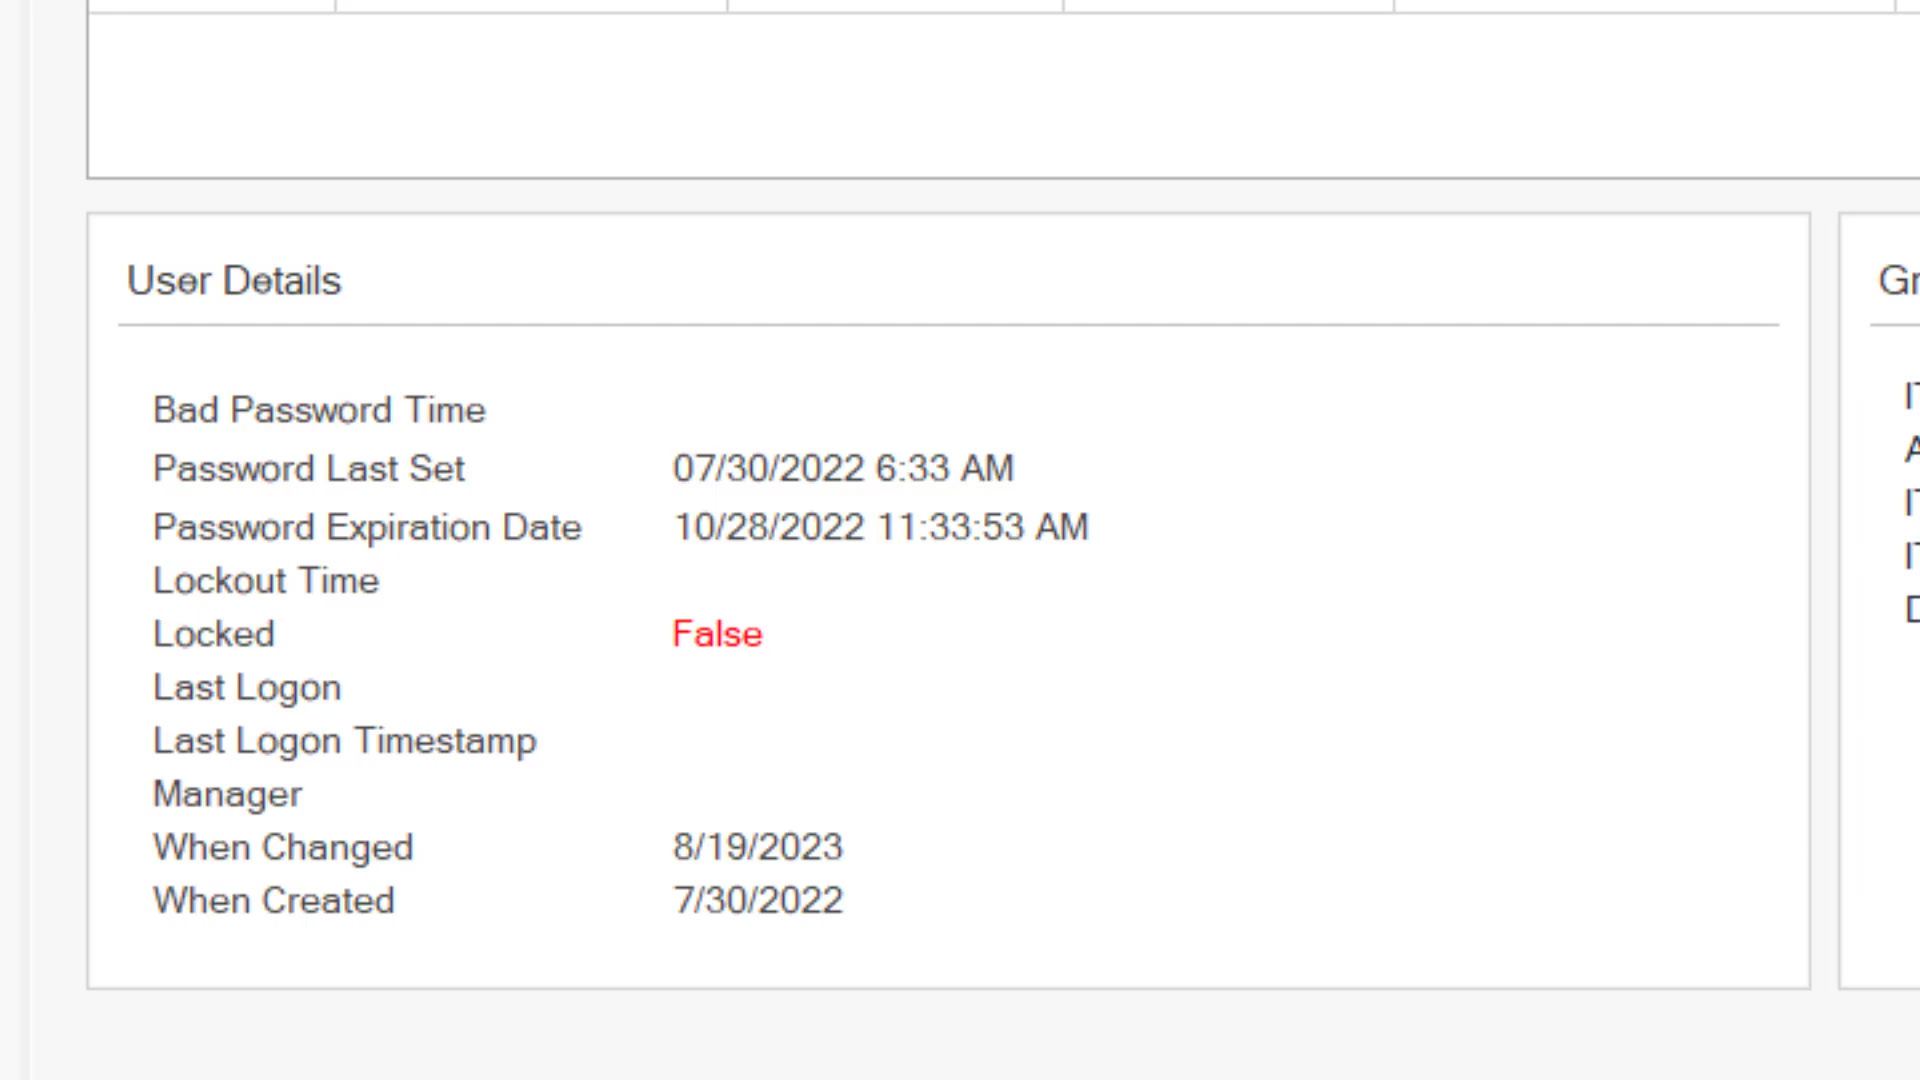 User Details
Gr
Bad Password Time
Password Last Set 07/30/2022 6:33 AM
Password Expiration Date 10/28/2022 11:33:53 AM
Lockout Time
Locked False
Last Logon
Last Logon Timestamp
Manager
When Changed 8/19/2023
When Created 7/30/2022